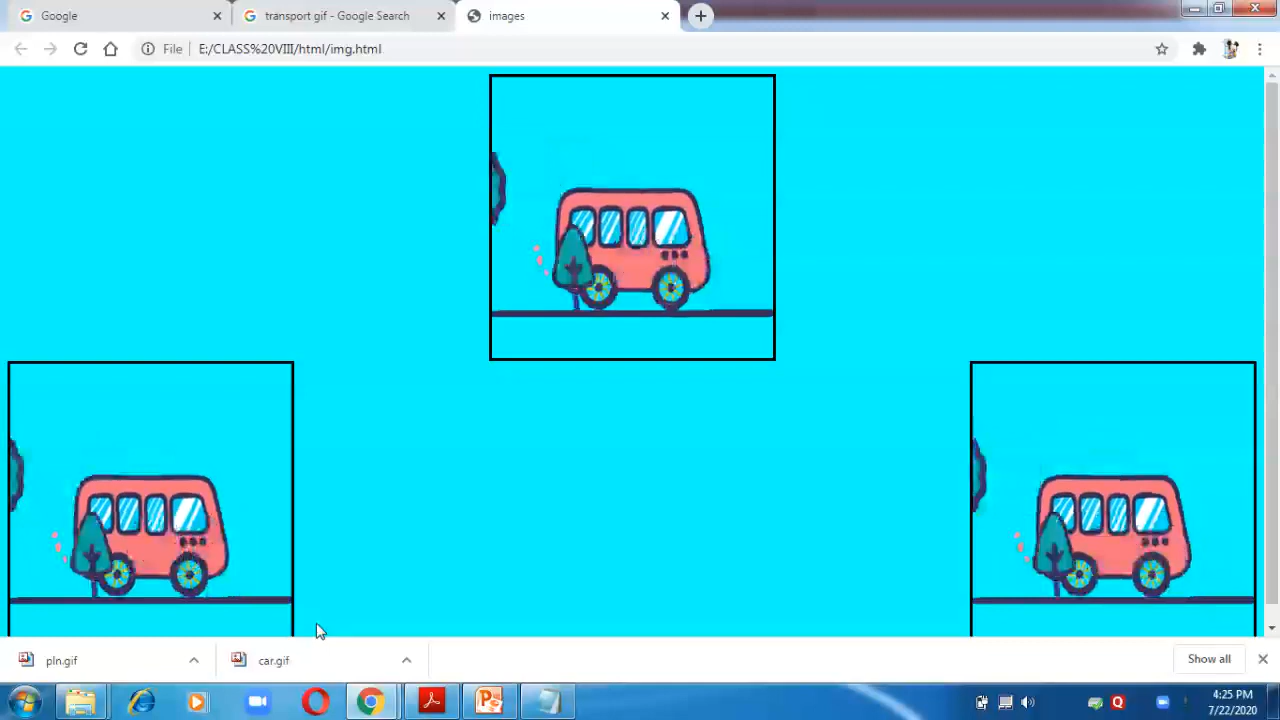 Google
transport gif - Google Search
images
File
E:/CLASS%20VIII/html/img.html
pln.gif
car.gif
Show all
4:25 PM
7/22/2020